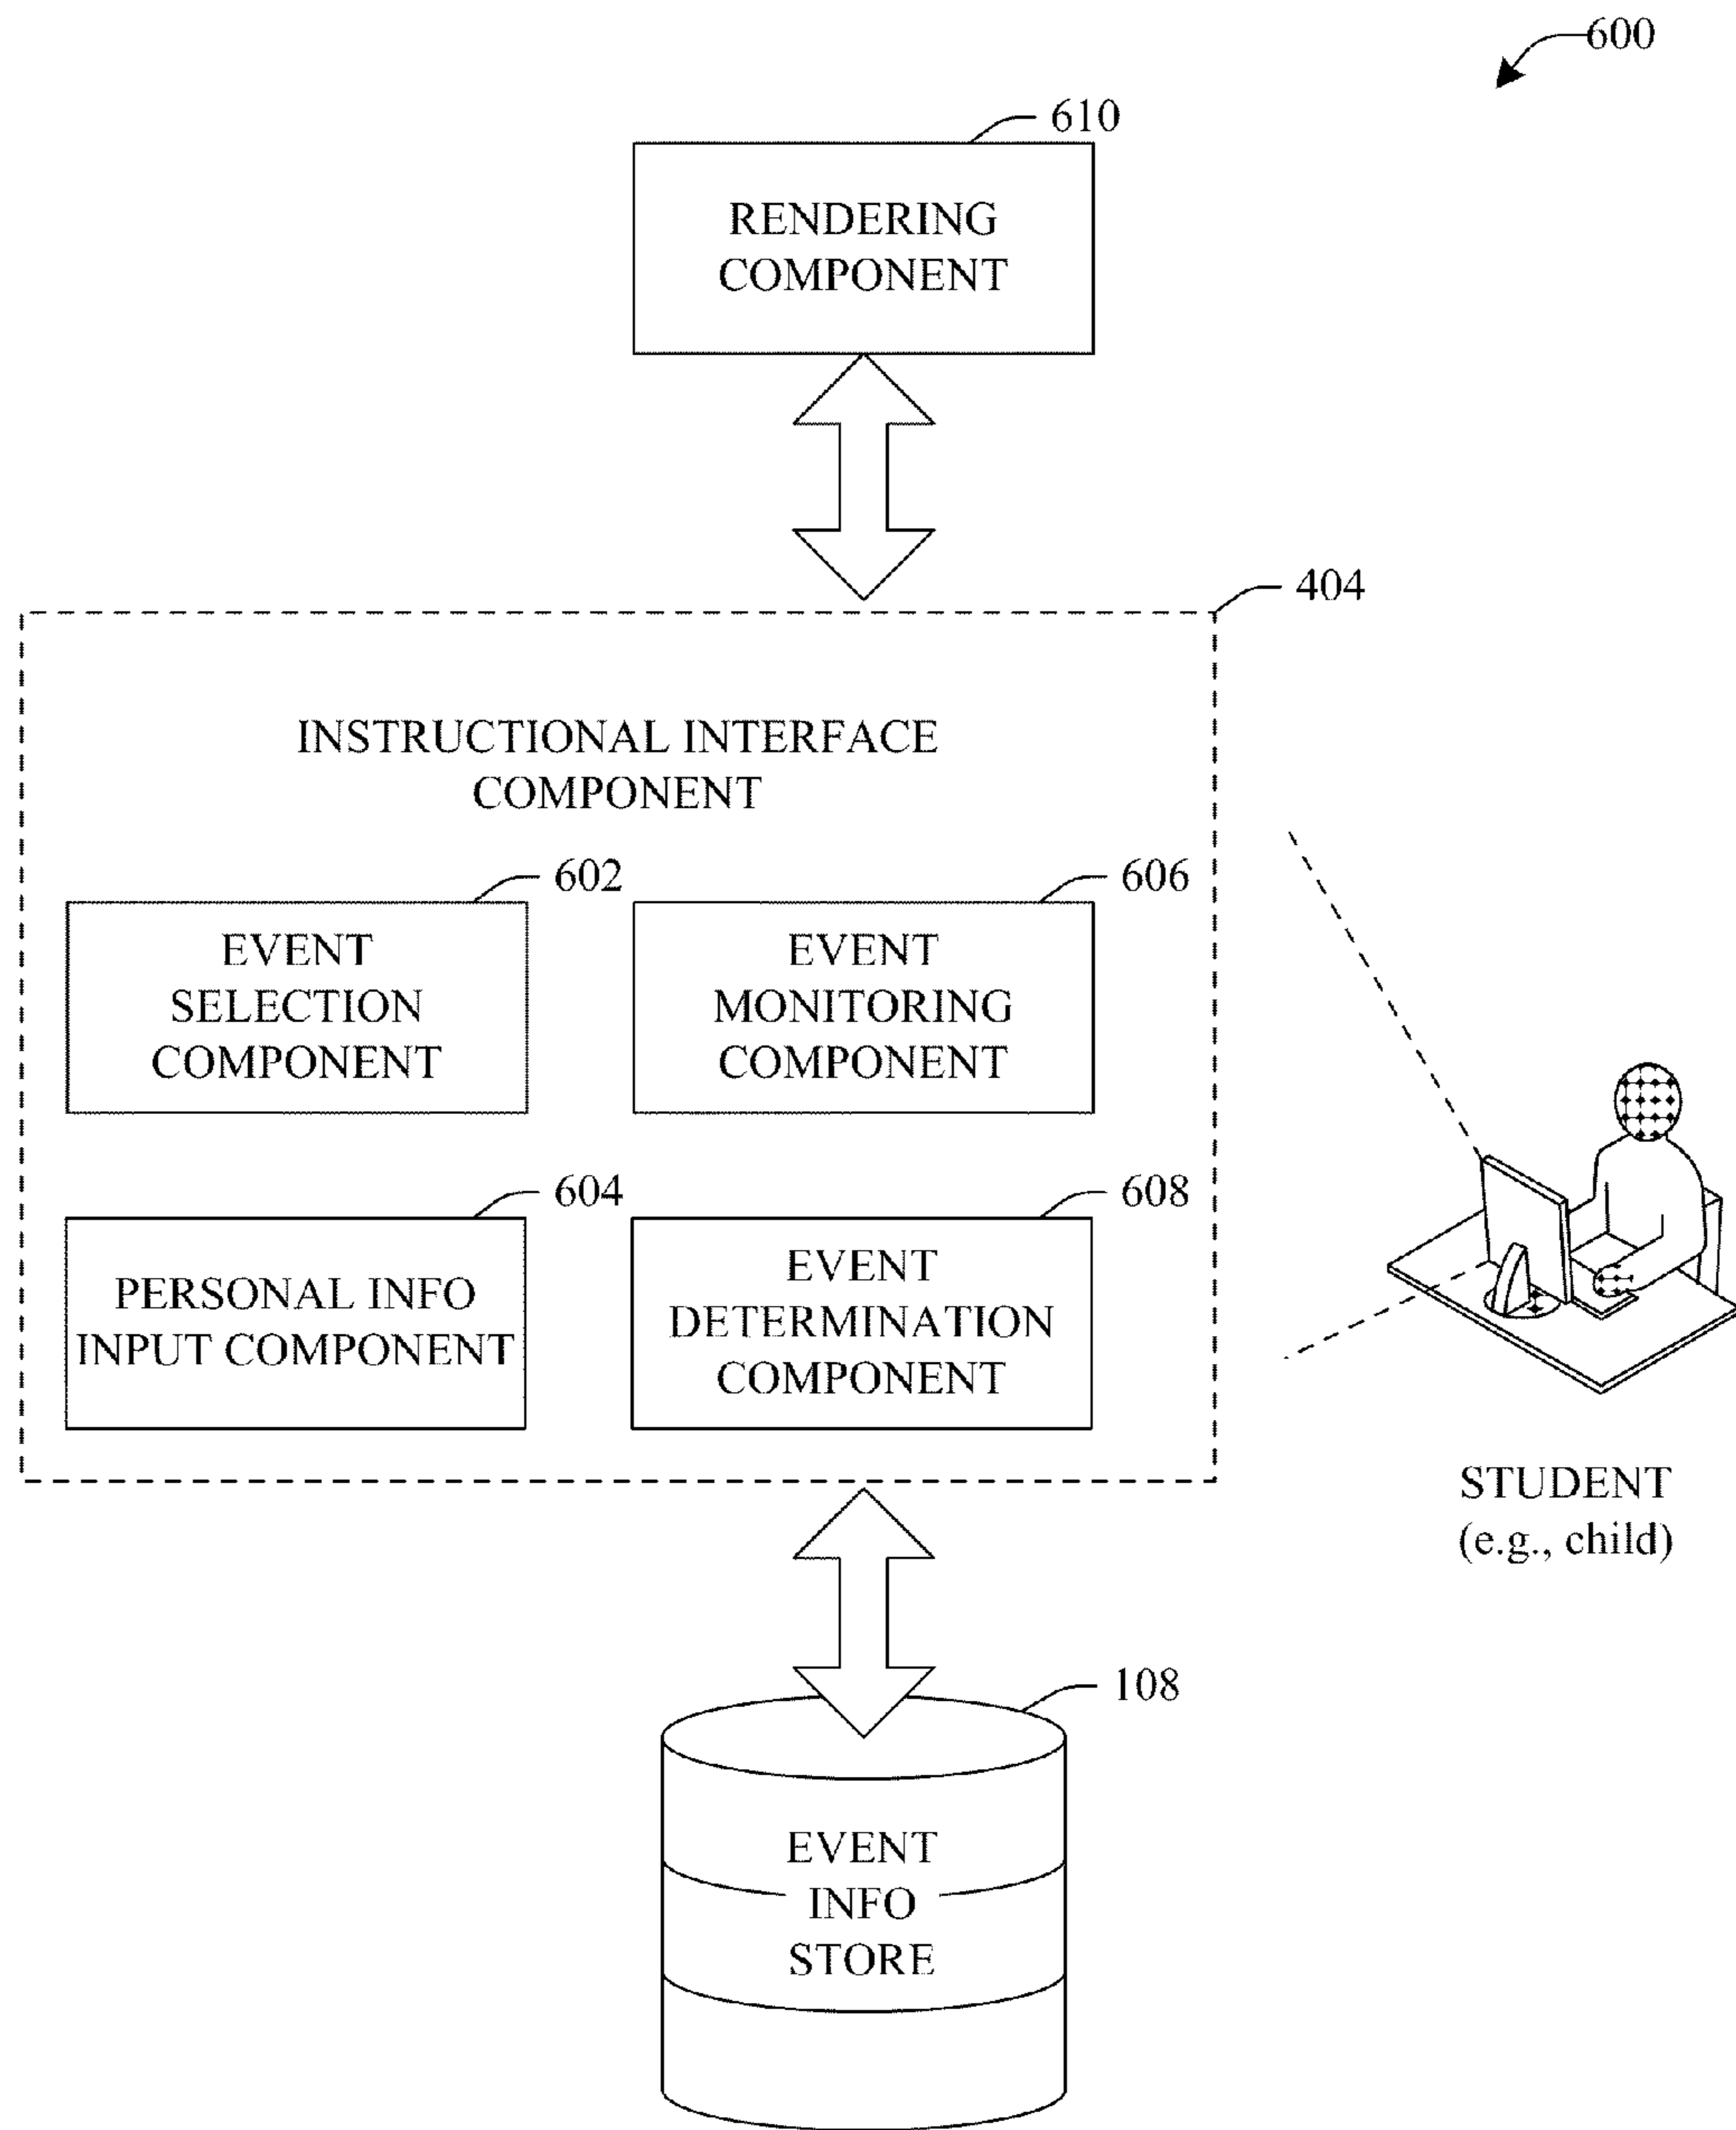 600
610
RENDERING
COMPONENT
404
INSTRUCTIONAL INTERFACE
COMPONENT
602
EVENT
SELECTION
COMPONENT
606
EVENT
MONITORING
COMPONENT
604
PERSONAL INFO
INPUT COMPONENT
608
EVENT
DETERMINATION
COMPONENT
STUDENT
(e.g., child)
108
EVENT
INFO
STORE